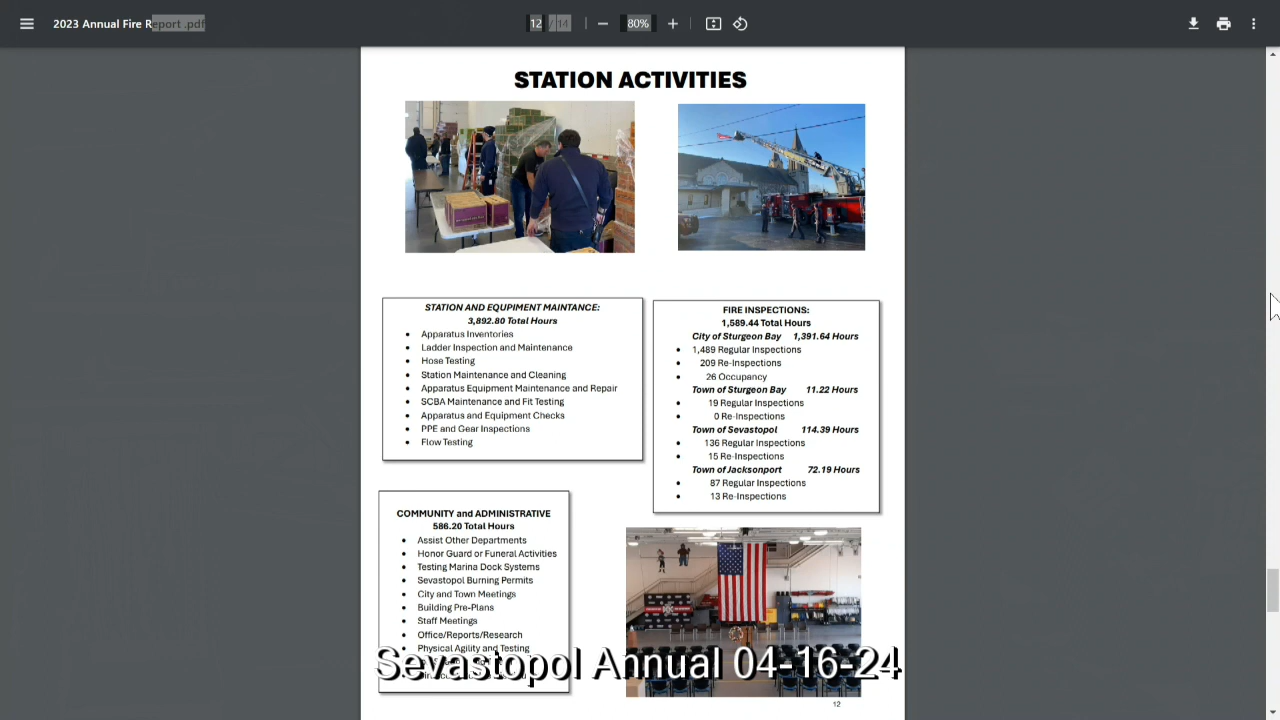 2023 Annual Fire Report .pdf
12 / 14
80%
STATION ACTIVITIES
STATION AND EQUIPMENT MAINTANCE:
3,892.80 Total Hours
• Apparatus Inventories
• Ladder Inspection and Maintenance
• Hose Testing
• Station Maintenance and Cleaning
• Apparatus Equipment Maintenance and Repair
• SCBA Maintenance and Fit Testing
• Apparatus and Equipment Checks
• PPE and Gear Inspections
• Flow Testing
FIRE INSPECTIONS:
1,589.44 Total Hours
City of Sturgeon Bay 1,391.64 Hours
• 1,489 Regular Inspections
• 209 Re-Inspections
• 26 Occupancy
Town of Sturgeon Bay 11.22 Hours
• 19 Regular Inspections
• 0 Re-Inspections
Town of Sevastopol 114.39 Hours
• 136 Regular Inspections
• 15 Re-Inspections
Town of Jacksonport 72.19 Hours
• 87 Regular Inspections
• 13 Re-Inspections
COMMUNITY and ADMINISTRATIVE
586.20 Total Hours
• Assist Other Departments
• Honor Guard or Funeral Activities
• Testing Marina Dock Systems
• Sevastopol Burning Permits
• City and Town Meetings
• Building Pre-Plans
• Staff Meetings
• Office/Reports/Research
• Physical Agility and Testing
Sevastopol Annual 04-16-24
12